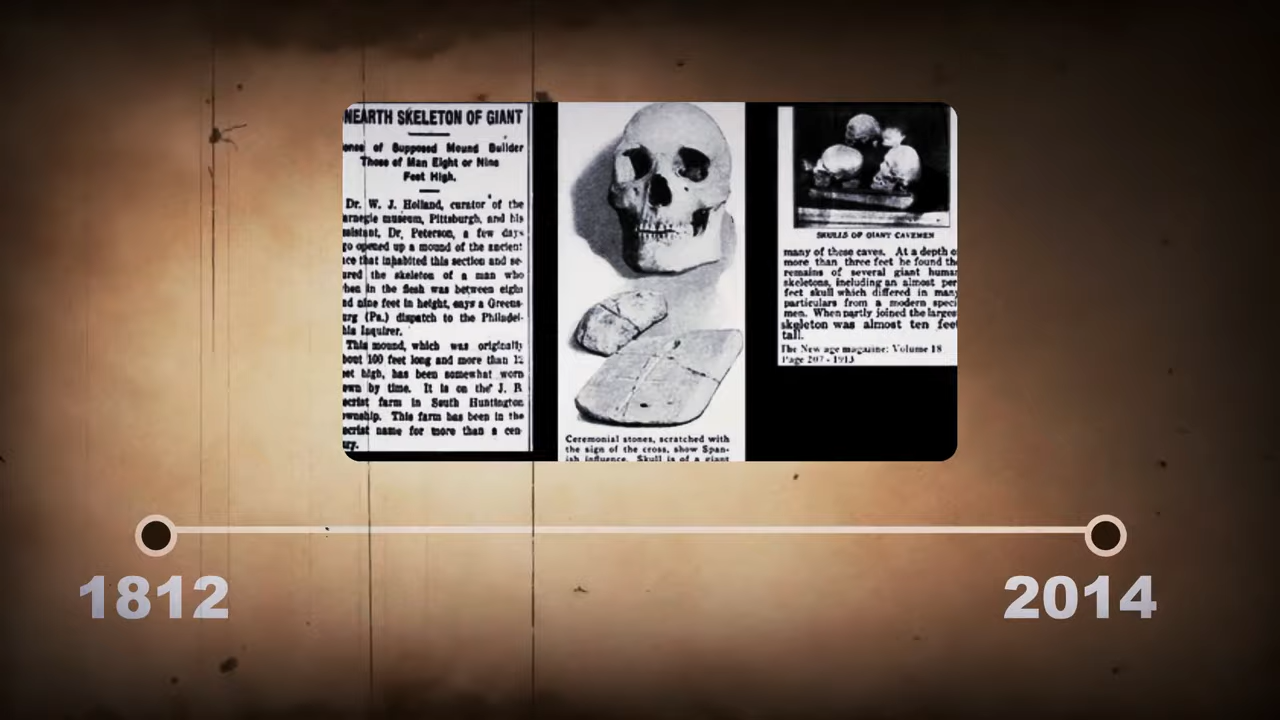 NEARTH SKELETON OF GIANT
ones of Supposed Mound Builder
Those of Man Eight or Nine
Feet High.
Dr. W. J. Holland, curator of the
arnegie museum, Pittsburgh, and his
ssistant, Dr. Peterson, a few days
go opened up a mound of the ancient
ace that inhabited this section and se-
ured the skeleton of a man who
hen in the flesh was between eight
nd nine feet in height, says a Greens-
urg (Pa.) dispatch to the Philadel-
hia Inquirer.
This mound, which was originally
bout 100 feet long and more than 12
eet high, has been somewhat worn
own by time. It is on the J. R.
ecrist farm in South Huntington
ownship. This farm has been in the
ecrist name for more than a cen-
ury.
Ceremonial stones, scratched with
the sign of the cross, show Span-
ish influence. Skull is of a giant
SKULLS OF GIANT CAVEMEN
many of these caves. At a depth o
more than three feet he found the
remains of several giant human
skeletons, including an almost per
fect skull which differed in many
particulars from a modern speci
men. When partly joined the larges
skeleton was almost ten fee
tall.
The New age magazine: Volume 18
Page 207 - 1913
1812
2014